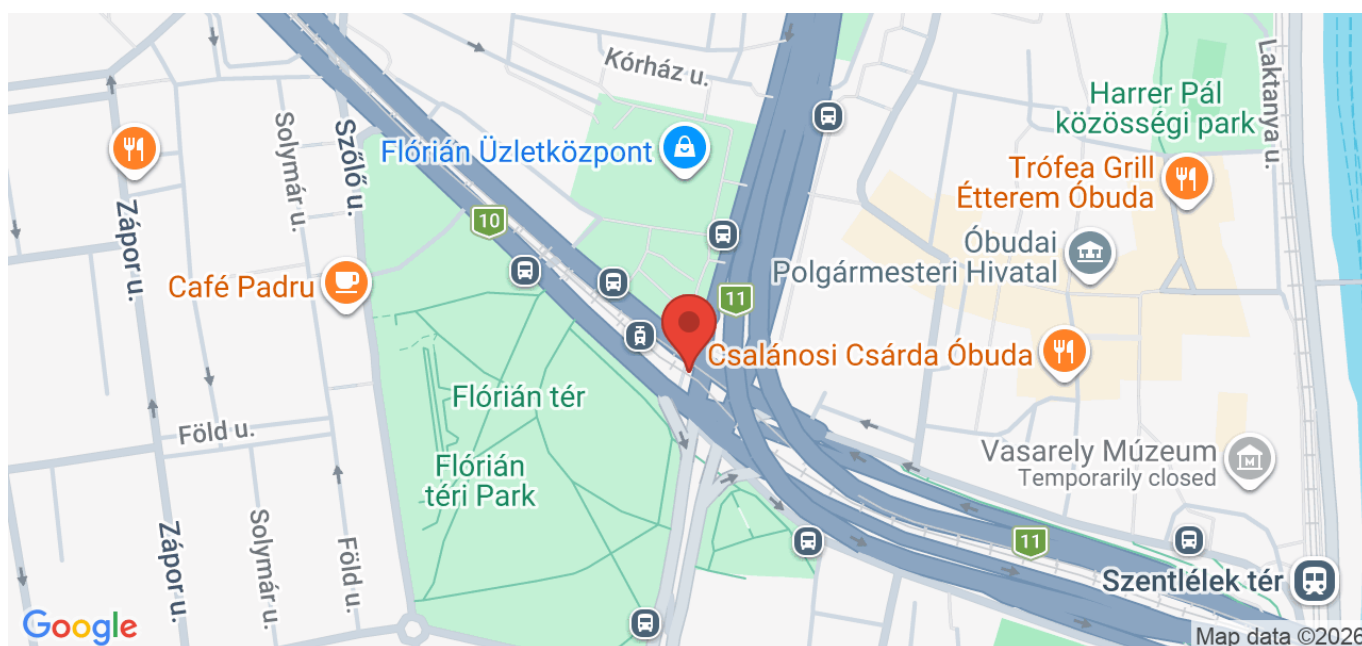 Kórház u.
Laktanya u.
Harrer Pál
közösségi park
Flórián Üzletközpont
Solymár u.
Szőlő u.
Trófea Grill
Étterem Óbuda
10
Zápor u.
Óbudai
Polgármesteri Hivatal
Café Padru
11
Csalánosi Csárda Óbuda
Flórián tér
Föld u.
Flórián
téri Park
Vasarely Múzeum
Temporarily closed
M
Zápor u.
Solymár u.
Föld u.
11
Szentlélek tér
Google
Map data ©2026